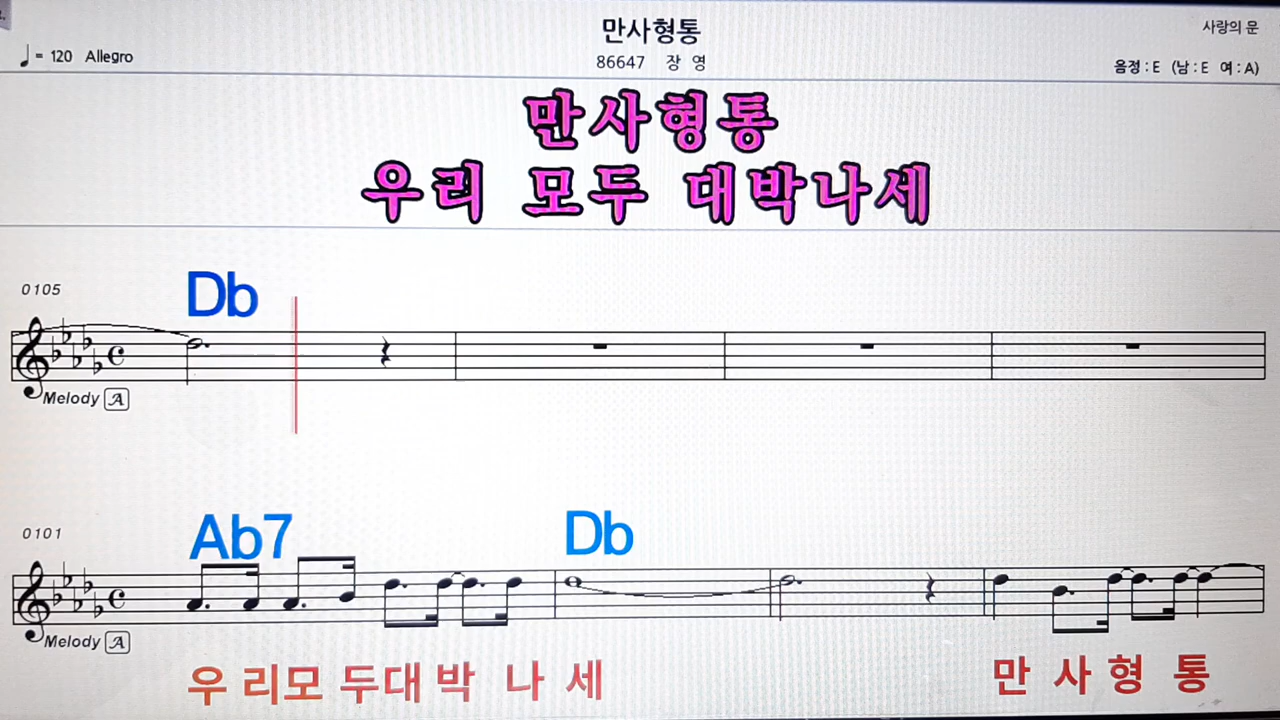 만사형통
사랑의 문
♩= 120 Allegro
86647 장 영
음정 : E (남 : E 여 : A)
만사형통
우리 모두 대박나세
0105
Db
Melody A
0101
Ab7 Db
Melody A
우 리모 두대 박 나 세 만 사 형 통